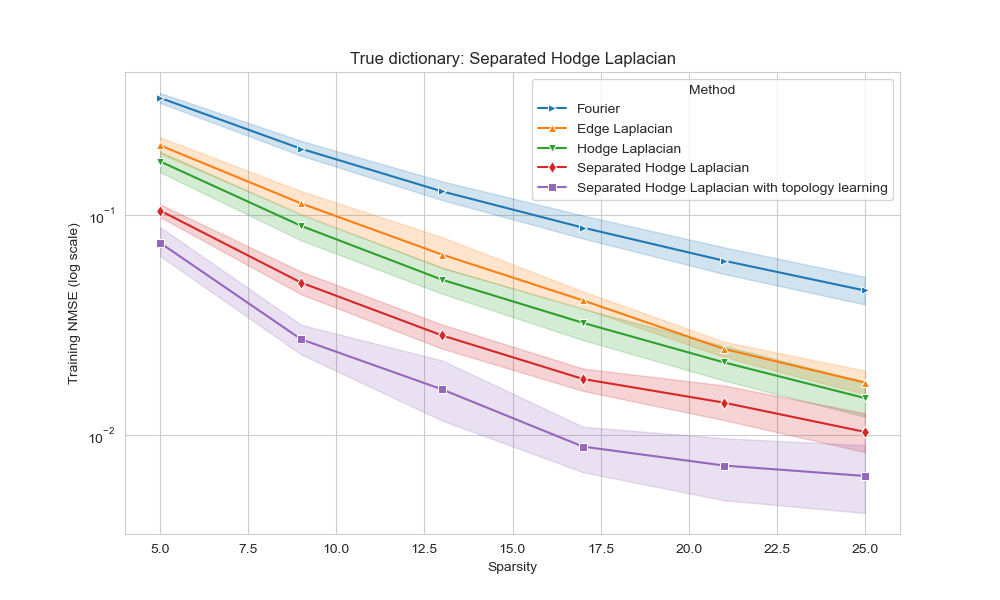 True dictionary: Separated Hodge Laplacian
Method
Fourier
Edge Laplacian
Hodge Laplacian
Separated Hodge Laplacian
Separated Hodge Laplacian with topology learning
Training NMSE (log scale)
10⁻¹
10⁻²
5.0 7.5 10.0 12.5 15.0 17.5 20.0 22.5 25.0
Sparsity